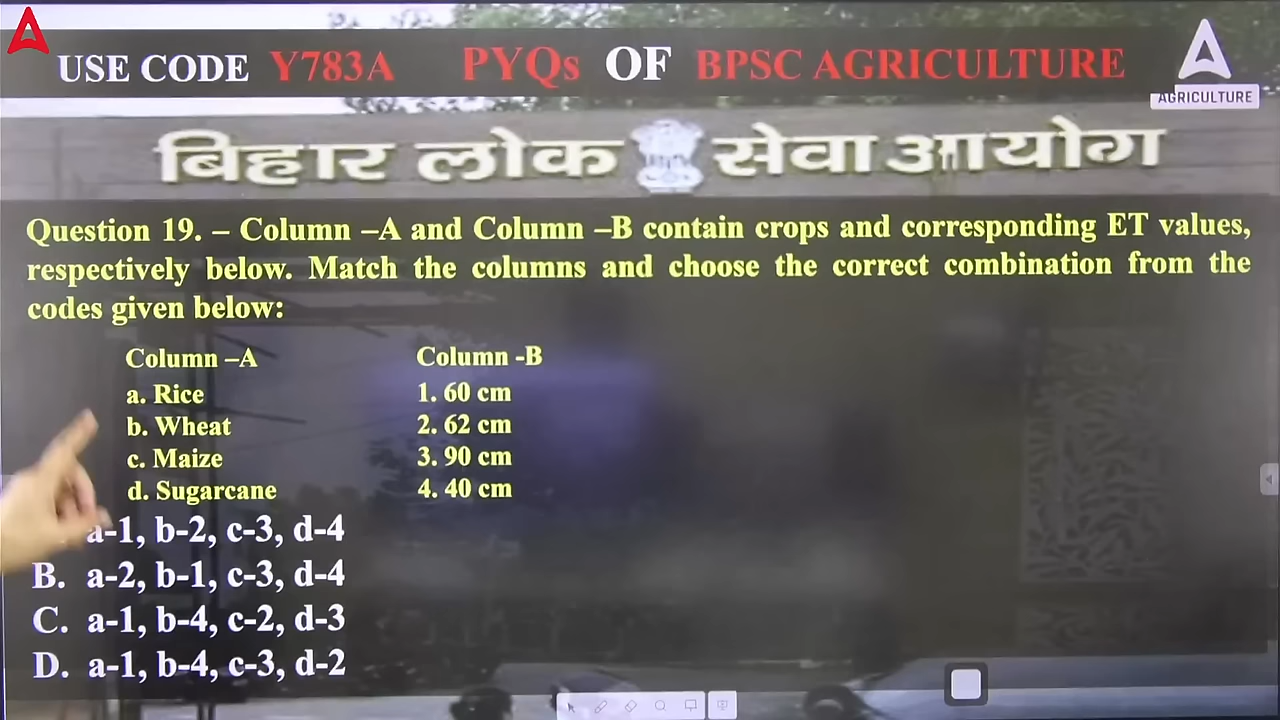 USE CODE Y783A PYQs OF BPSC AGRICULTURE
AGRICULTURE
बिहार लोक सेवा आयोग
Question 19. – Column –A and Column –B contain crops and corresponding ET values,
respectively below. Match the columns and choose the correct combination from the
codes given below:
Column –A Column -B
a. Rice 1. 60 cm
b. Wheat 2. 62 cm
c. Maize 3. 90 cm
d. Sugarcane 4. 40 cm
a-1, b-2, c-3, d-4
B. a-2, b-1, c-3, d-4
C. a-1, b-4, c-2, d-3
D. a-1, b-4, c-3, d-2